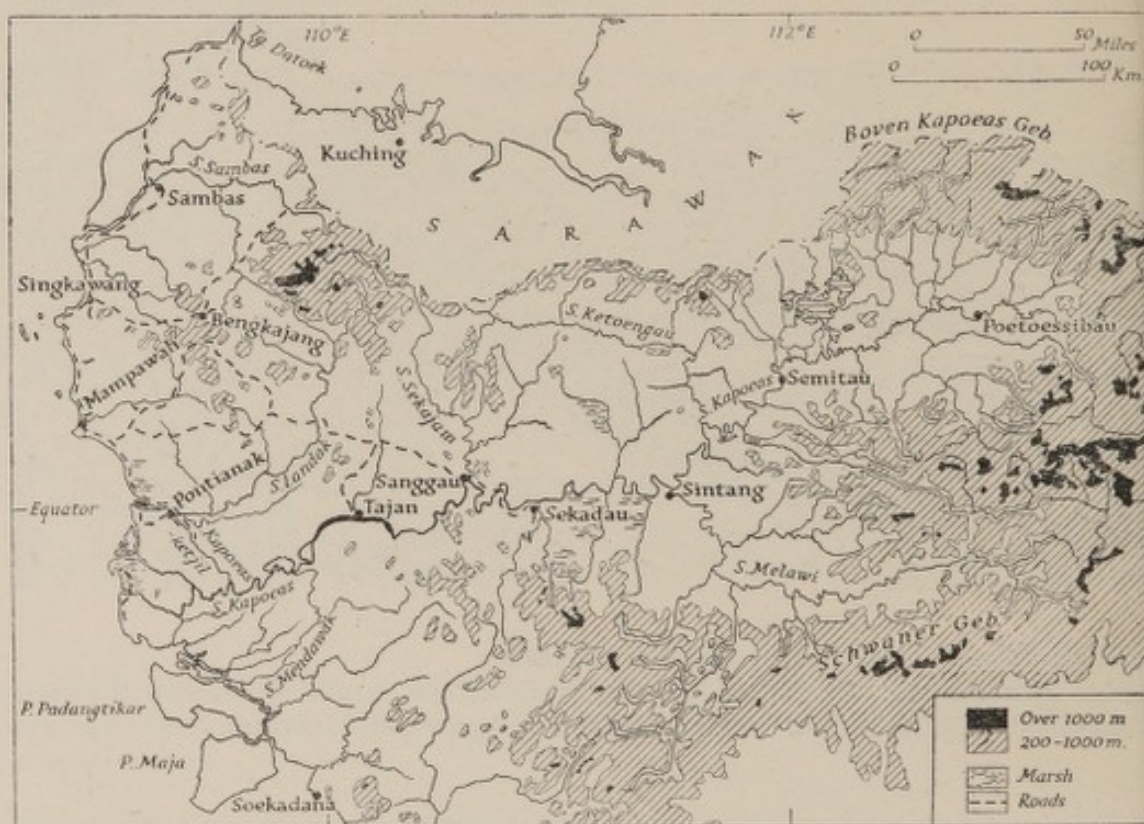 110°E
112°E
0 50 Miles
0 100 Km.
Tg Datoek
Boven Kapoeas Geb
Kuching
S. Sambas
Sambas
SARAWAK
Singkawang
Bengkajang
S. Ketoengau
Poetoessibau
Mampawah
S. Sekajam
S. Kapoeas
Semitau
Pontianak
S. Landak
Sanggau
Sintang
Equator
Tajan
Sekadau
Kapoeas
ketjil
S. Melawi
S. Kapoeas
S. Mendawak
Schwaner Geb
P. Padangtikar
P. Maja
Soekadana
Over 1000 m
200-1000 m.
Marsh
Roads